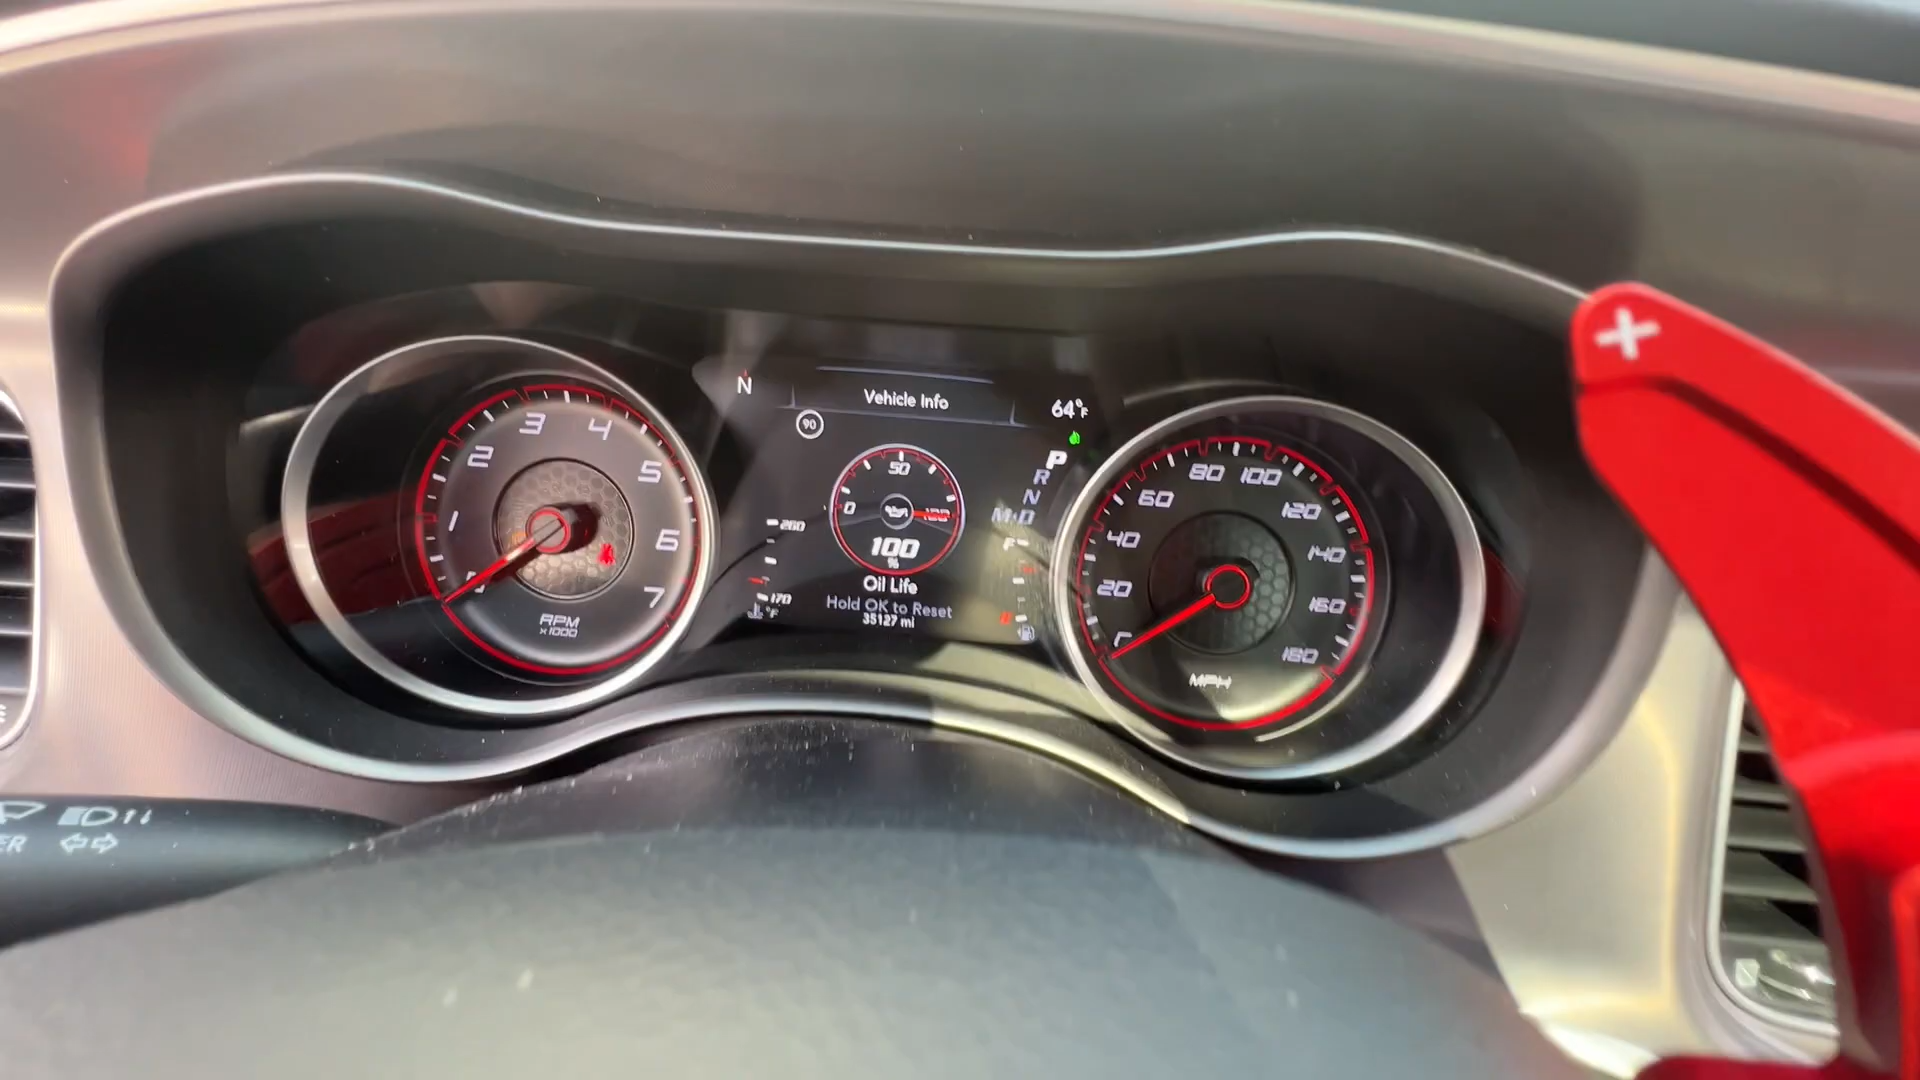 N
Vehicle Info
64°F
90
P
R
N
M·D
0
50
100
100
%
Oil Life
Hold OK to Reset
35127 mi
260
170
°F
F
1
2
3
4
5
6
7
RPM
x1000
20
40
60
80
100
120
140
160
180
MPH
+